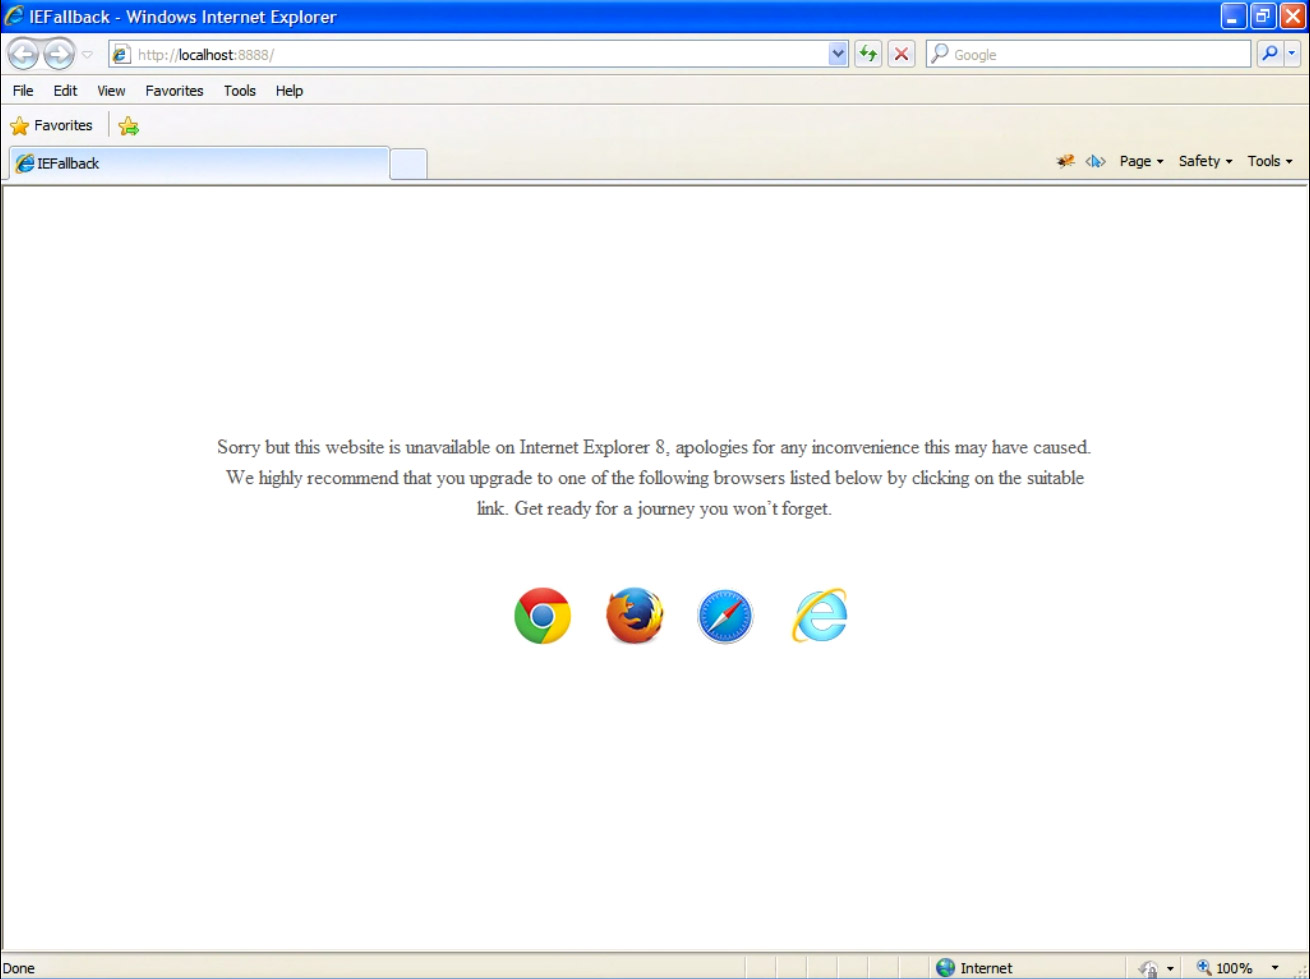 IEFallback - Windows Internet Explorer
http://localhost:8888/
Google
File Edit View Favorites Tools Help
Favorites
IEFallback
Page Safety Tools
Sorry but this website is unavailable on Internet Explorer 8, apologies for any inconvenience this may have caused.
We highly recommend that you upgrade to one of the following browsers listed below by clicking on the suitable
link. Get ready for a journey you won't forget.
Done
Internet
100%